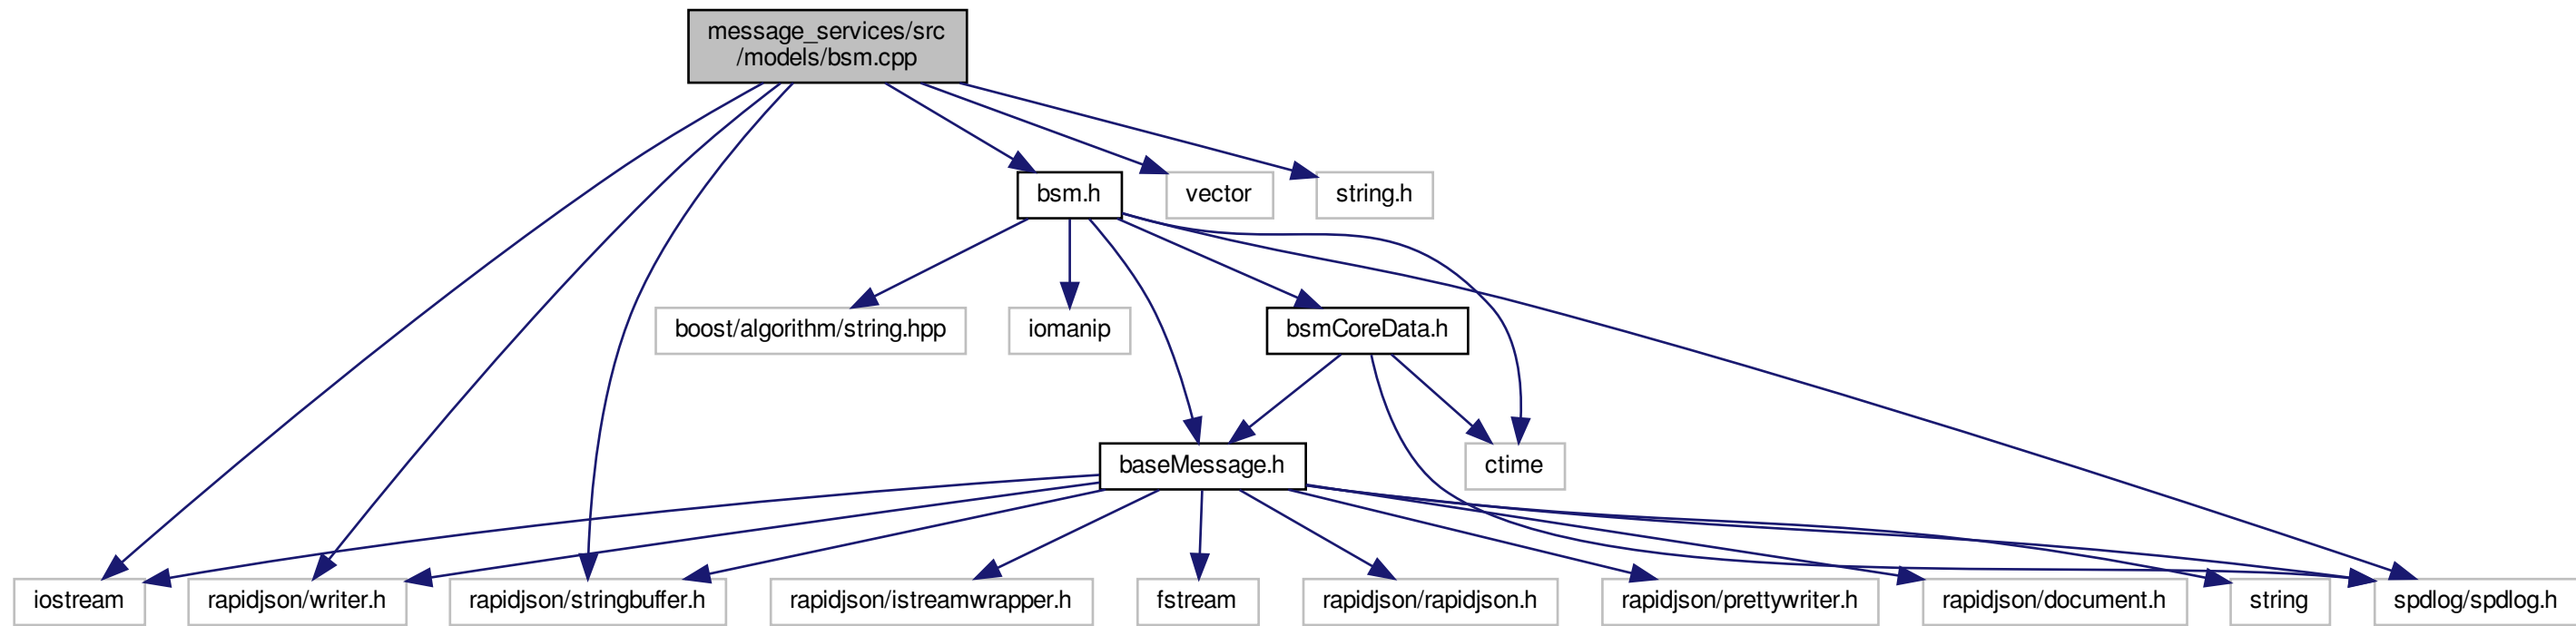 message_services/src
/models/bsm.cpp
bsm.h
vector
string.h
boost/algorithm/string.hpp
iomanip
bsmCoreData.h
baseMessage.h
ctime
iostream
rapidjson/writer.h
rapidjson/stringbuffer.h
rapidjson/istreamwrapper.h
fstream
rapidjson/rapidjson.h
rapidjson/prettywriter.h
rapidjson/document.h
string
spdlog/spdlog.h